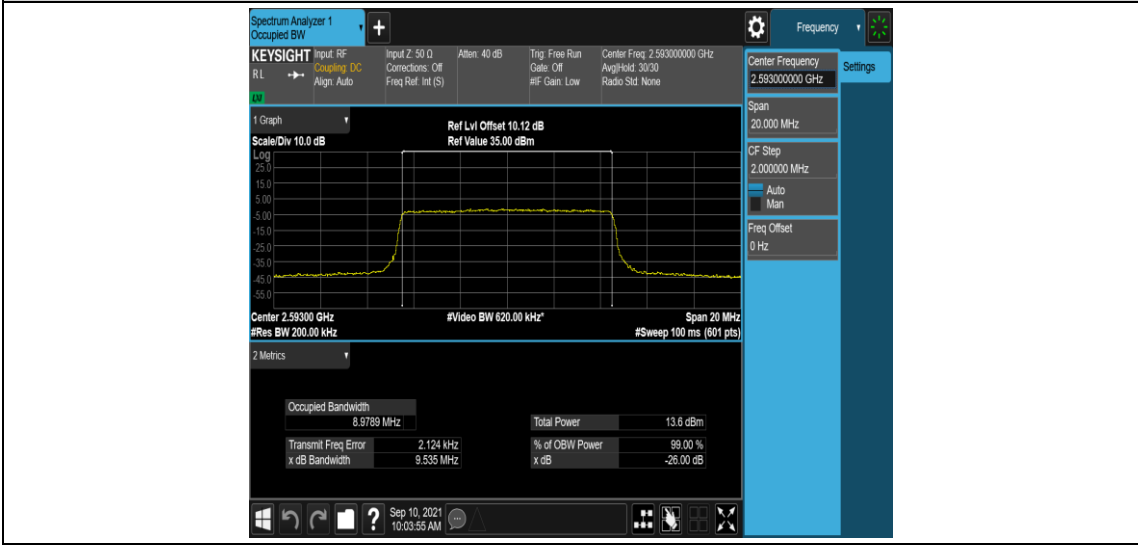 Spectrum Analyzer 1
Occupied BW
+
Frequency
KEYSIGHT
RL
LM
Input: RF
Coupling: DC
Align: Auto
Input Z: 50 Ω
Corrections: Off
Freq Ref: Int (S)
Atten: 40 dB
Trig: Free Run
Gate: Off
#IF Gain: Low
Center Freq: 2.593000000 GHz
Avg|Hold: 30/30
Radio Std: None
Center Frequency
2.593000000 GHz
Settings
Span
20.000 MHz
CF Step
2.000000 MHz
Auto
Man
Freq Offset
0 Hz
1 Graph
Scale/Div 10.0 dB
Ref Lvl Offset 10.12 dB
Ref Value 35.00 dBm
Log
25.0
15.0
5.00
-5.00
-15.0
-25.0
-35.0
-45.0
-55.0
Center 2.59300 GHz
#Video BW 620.00 kHz*
Span 20 MHz
#Res BW 200.00 kHz
#Sweep 100 ms (601 pts)
2 Metrics
Occupied Bandwidth
8.9789 MHz
Total Power 13.6 dBm
Transmit Freq Error 2.124 kHz
% of OBW Power 99.00 %
x dB Bandwidth 9.535 MHz
x dB -26.00 dB
?
Sep 10, 2021
10:03:55 AM